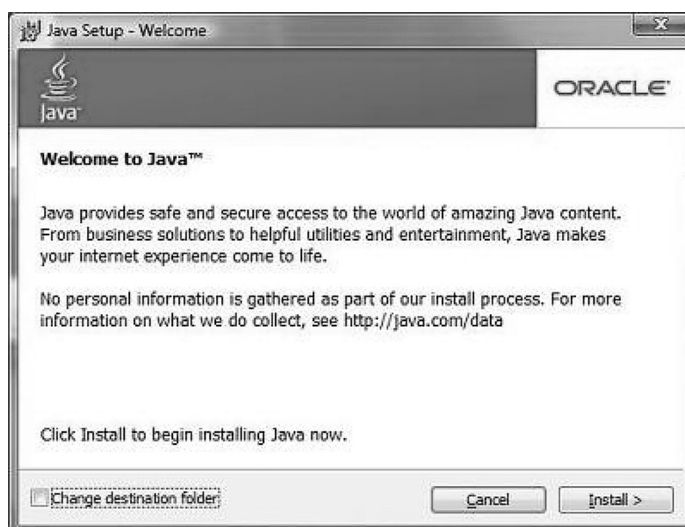 Java Setup - Welcome
Java
ORACLE
Welcome to Java™
Java provides safe and secure access to the world of amazing Java content.
From business solutions to helpful utilities and entertainment, Java makes
your internet experience come to life.
No personal information is gathered as part of our install process. For more
information on what we do collect, see http://java.com/data
Click Install to begin installing Java now.
Change destination folder
Cancel
Install >